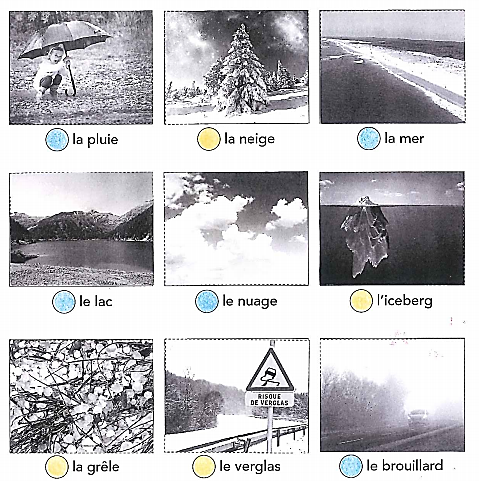 la pluie
la neige
la mer
le lac
le nuage
l'iceberg
RISQUE
DE VERGLAS
la grêle
le verglas
le brouillard